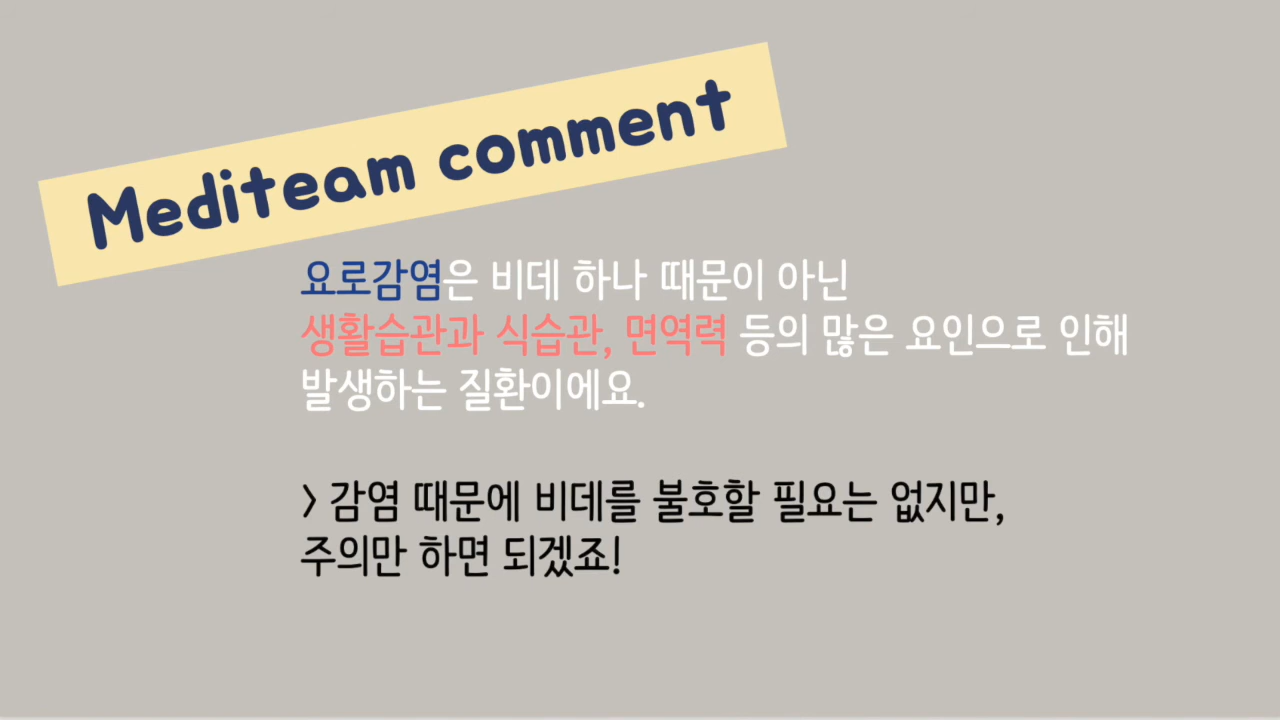 Mediteam comment
요로감염은 비데 하나 때문이 아닌
생활습관과 식습관, 면역력 등의 많은 요인으로 인해
발생하는 질환이에요.
> 감염 때문에 비데를 불호할 필요는 없지만,
주의만 하면 되겠죠!